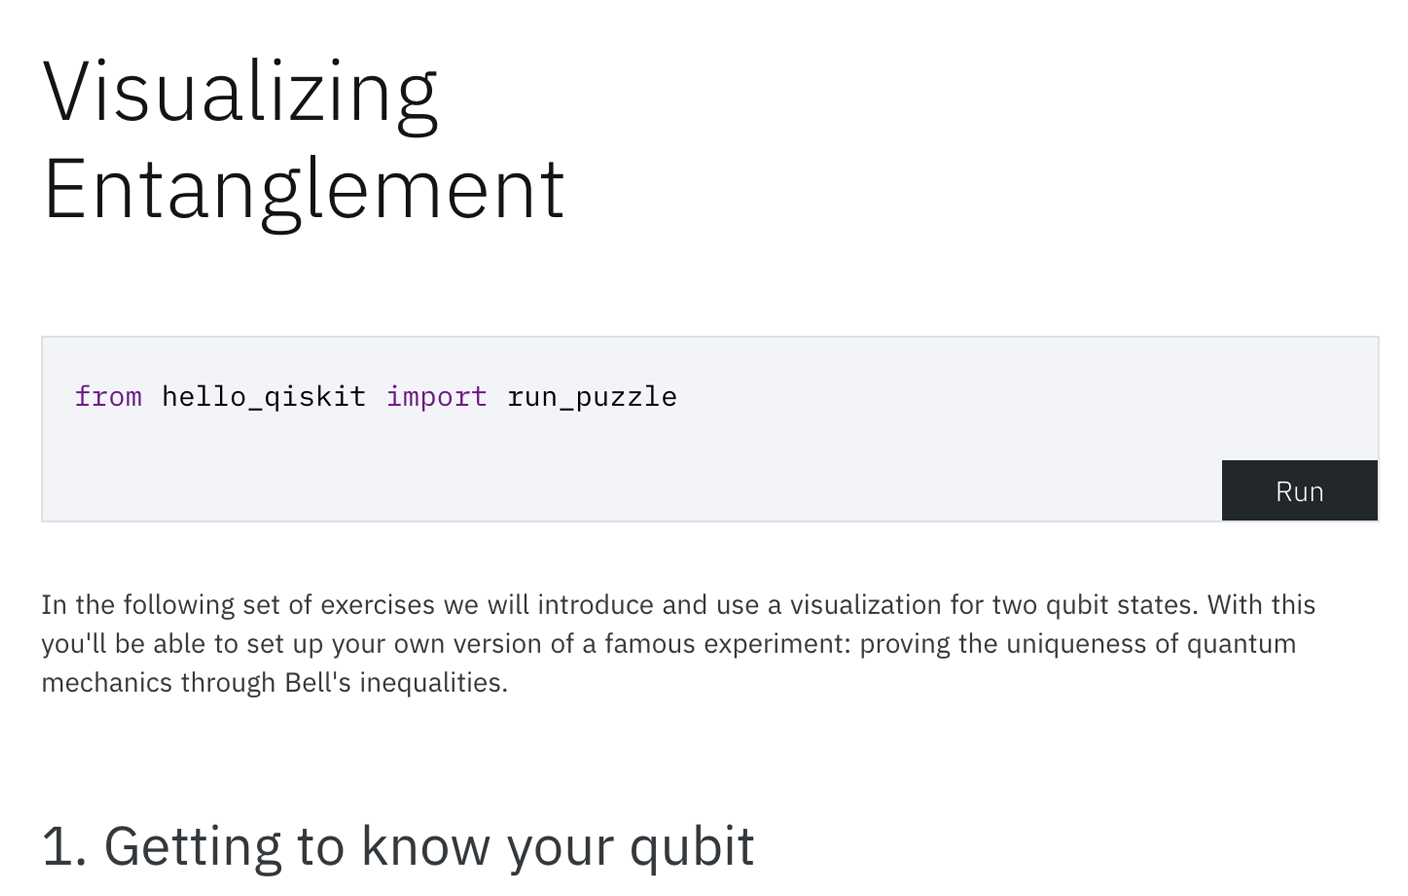 Visualizing
Entanglement
from hello_qiskit import run_puzzle
Run
In the following set of exercises we will introduce and use a visualization for two qubit states. With this
you'll be able to set up your own version of a famous experiment: proving the uniqueness of quantum
mechanics through Bell's inequalities.
1. Getting to know your qubit